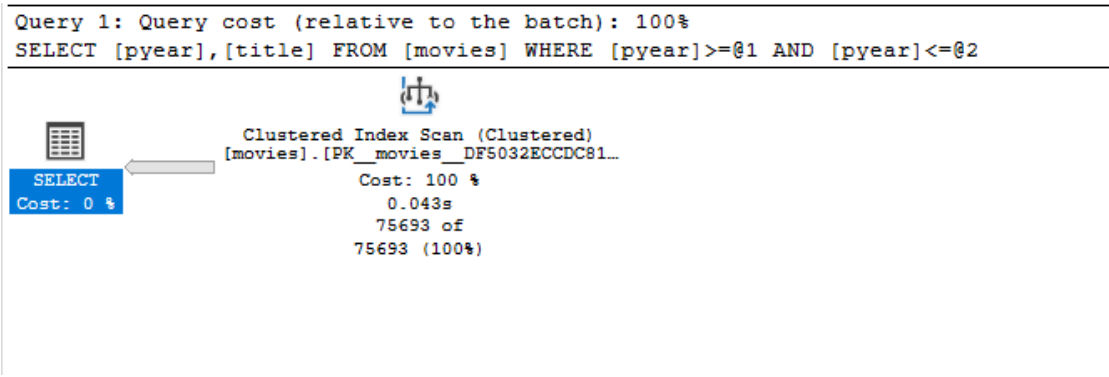 Query 1: Query cost (relative to the batch): 100%
SELECT [pyear],[title] FROM [movies] WHERE [pyear]>=@1 AND [pyear]<=@2
Clustered Index Scan (Clustered)
[movies].[PK__movies__DF5032ECCDC81…
Cost: 100 %
0.043s
75693 of
75693 (100%)
SELECT
Cost: 0 %